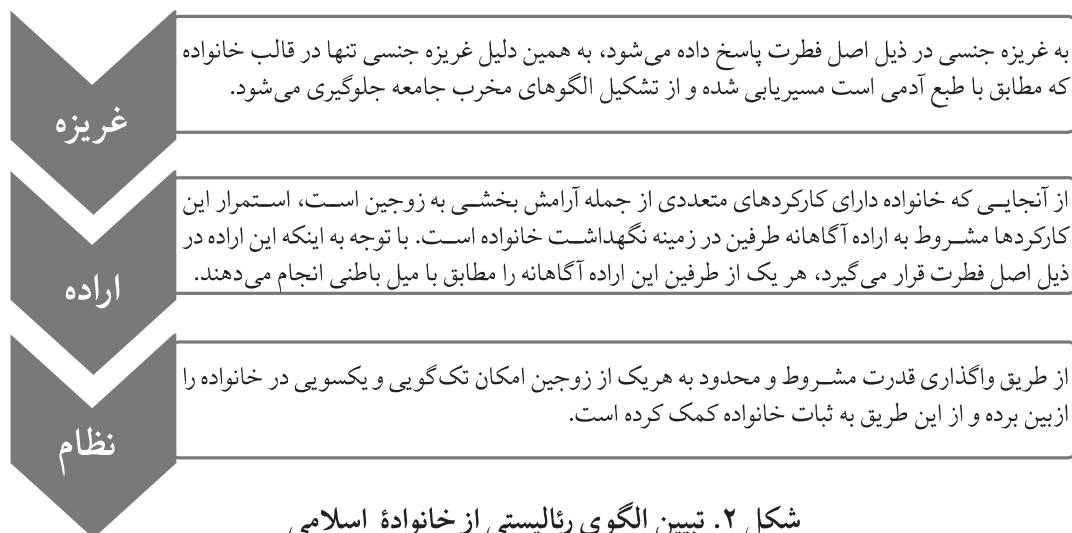 غریزه
به غریزه جنسی در ذیل اصل فطرت پاسخ داده می‌شود، به همین دلیل غریزه جنسی تنها در قالب خانواده
که مطابق با طبع آدمی است مسیریابی شده و از تشکیل الگوهای مخرب جامعه جلوگیری می‌شود.
اراده
از آنجایی که خانواده دارای کارکردهای متعددی از جمله آرامش بخشی به زوجین است، استمرار این
کارکردها مشروط به اراده آگاهانه طرفین در زمینه نگهداشت خانواده است. با توجه به اینکه این اراده در
ذیل اصل فطرت قرار می‌گیرد، هر یک از طرفین این اراده آگاهانه را مطابق با میل باطنی انجام می‌دهند.
نظام
از طریق واگذاری قدرت مشروط و محدود به هریک از زوجین امکان تک‌گویی و یکسویی در خانواده را
ازبین برده و از این طریق به ثبات خانواده کمک کرده است.
شکل ۲. تبیین الگوی رئالیستی از خانوادهٔ اسلامی